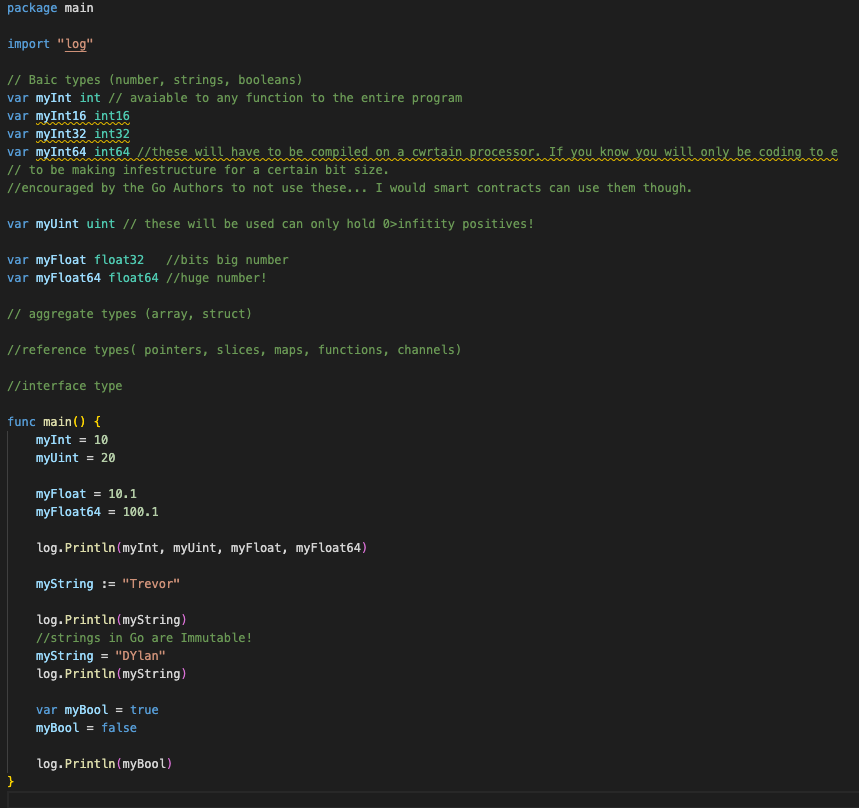 package main
import "log"
// Baic types (number, strings, booleans)
var myInt int // avaiable to any function to the entire program
var myInt16 int16
var myInt32 int32
var myInt64 int64 //these will have to be compiled on a cwrtain processor. If you know you will only be coding to e
// to be making infestructure for a certain bit size.
//encouraged by the Go Authors to not use these... I would smart contracts can use them though.
var myUint uint // these will be used can only hold 0>infitity positives!
var myFloat float32   //bits big number
var myFloat64 float64 //huge number!
// aggregate types (array, struct)
//reference types( pointers, slices, maps, functions, channels)
//interface type
func main() {
    myInt = 10
    myUint = 20
    myFloat = 10.1
    myFloat64 = 100.1
    log.Println(myInt, myUint, myFloat, myFloat64)
    myString := "Trevor"
    log.Println(myString)
    //strings in Go are Immutable!
    myString = "DYlan"
    log.Println(myString)
    var myBool = true
    myBool = false
    log.Println(myBool)
}